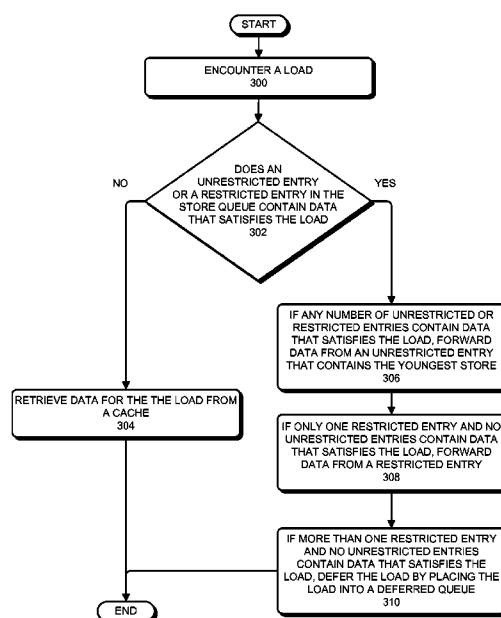 START
ENCOUNTER A LOAD
300
DOES AN
UNRESTRICTED ENTRY
OR A RESTRICTED ENTRY IN THE
STORE QUEUE CONTAIN DATA
THAT SATISFIES THE LOAD
302
NO
YES
IF ANY NUMBER OF UNRESTRICTED OR
RESTRICTED ENTRIES CONTAIN DATA
THAT SATISFIES THE LOAD, FORWARD
DATA FROM AN UNRESTRICTED ENTRY
THAT CONTAINS THE YOUNGEST STORE
306
RETRIEVE DATA FOR THE THE LOAD FROM
A CACHE
304
IF ONLY ONE RESTRICTED ENTRY AND NO
UNRESTRICTED ENTRIES CONTAIN DATA
THAT SATISFIES THE LOAD, FORWARD
DATA FROM A RESTRICTED ENTRY
308
IF MORE THAN ONE RESTRICTED ENTRY
AND NO UNRESTRICTED ENTRIES
CONTAIN DATA THAT SATISFIES THE
LOAD, DEFER THE LOAD BY PLACING THE
LOAD INTO A DEFERRED QUEUE
310
END